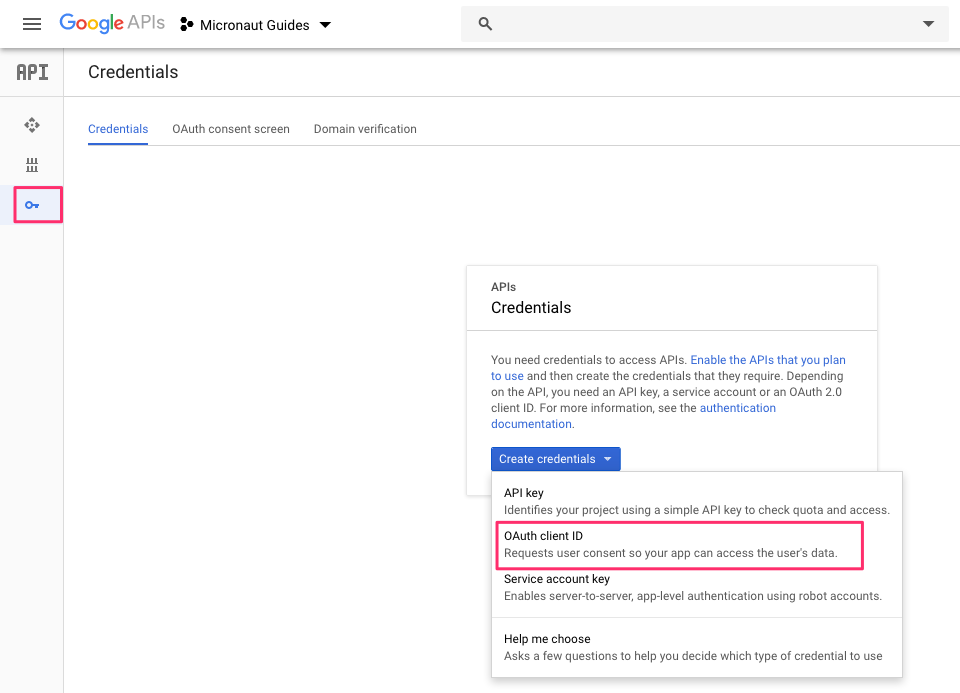 Google APIs Micronaut Guides
API Credentials
Credentials OAuth consent screen Domain verification
APIs
Credentials
You need credentials to access APIs. Enable the APIs that you plan
to use and then create the credentials that they require. Depending
on the API, you need an API key, a service account or an OAuth 2.0
client ID. For more information, see the authentication
documentation.
Create credentials
API key
Identifies your project using a simple API key to check quota and access.
OAuth client ID
Requests user consent so your app can access the user's data.
Service account key
Enables server-to-server, app-level authentication using robot accounts.
Help me choose
Asks a few questions to help you decide which type of credential to use